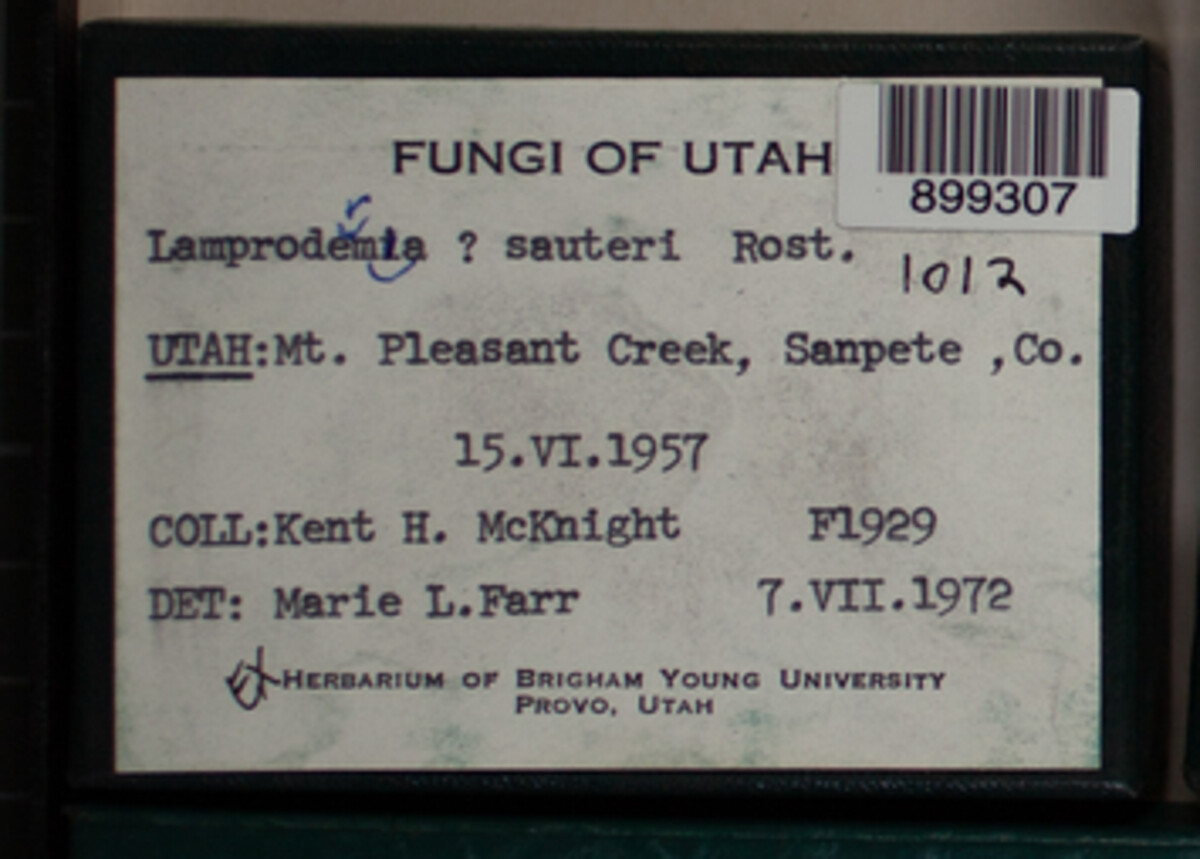 FUNGI OF UTAH
899307
Lamprodemia ? sauteri Rost.
r
1012
UTAH:Mt. Pleasant Creek, Sanpete ,Co.
15.VI.1957
COLL:Kent H. McKnight F1929
DET: Marie L.Farr 7.VII.1972
HERBARIUM OF BRIGHAM YOUNG UNIVERSITY
PROVO, UTAH